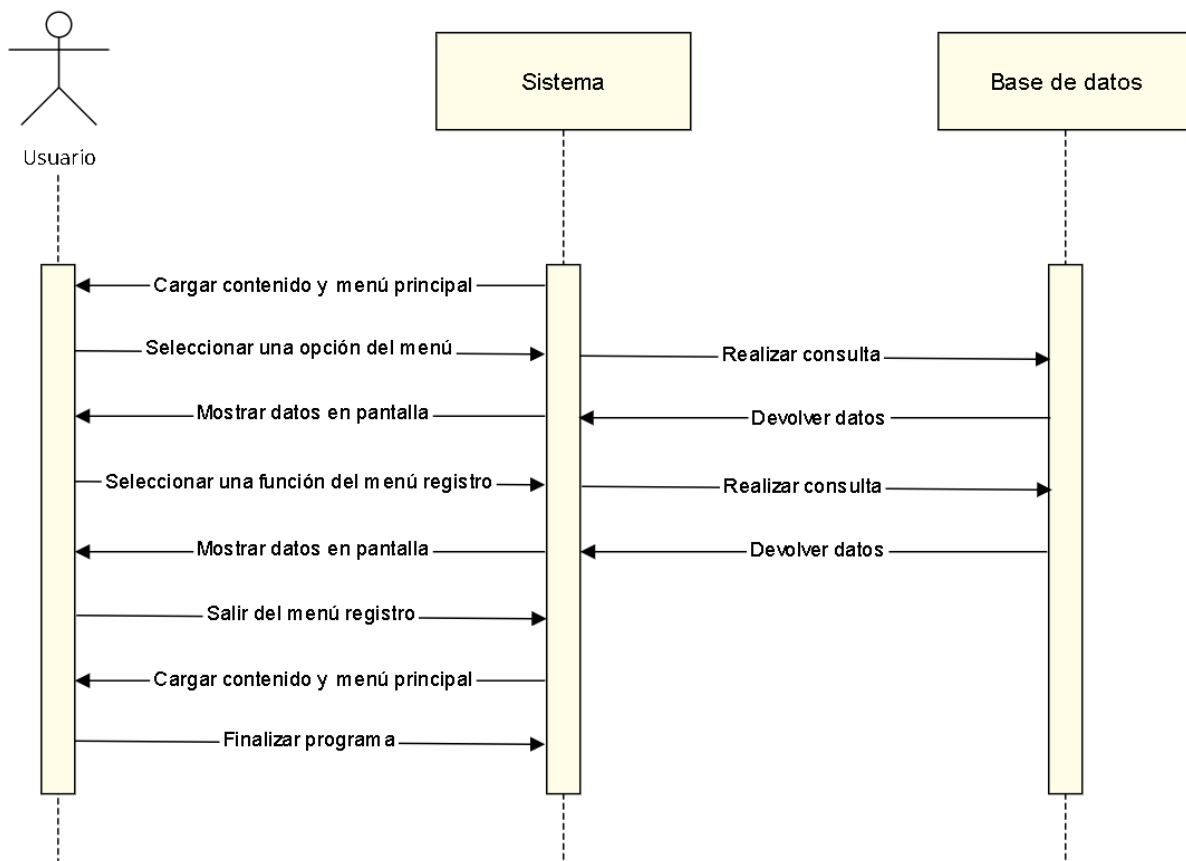 Sistema
Base de datos
Usuario
Cargar contenido y menú principal
Seleccionar una opción del menú
Realizar consulta
Mostrar datos en pantalla
Devolver datos
Seleccionar una función del menú registro
Realizar consulta
Mostrar datos en pantalla
Devolver datos
Salir del menú registro
Cargar contenido y menú principal
Finalizar programa